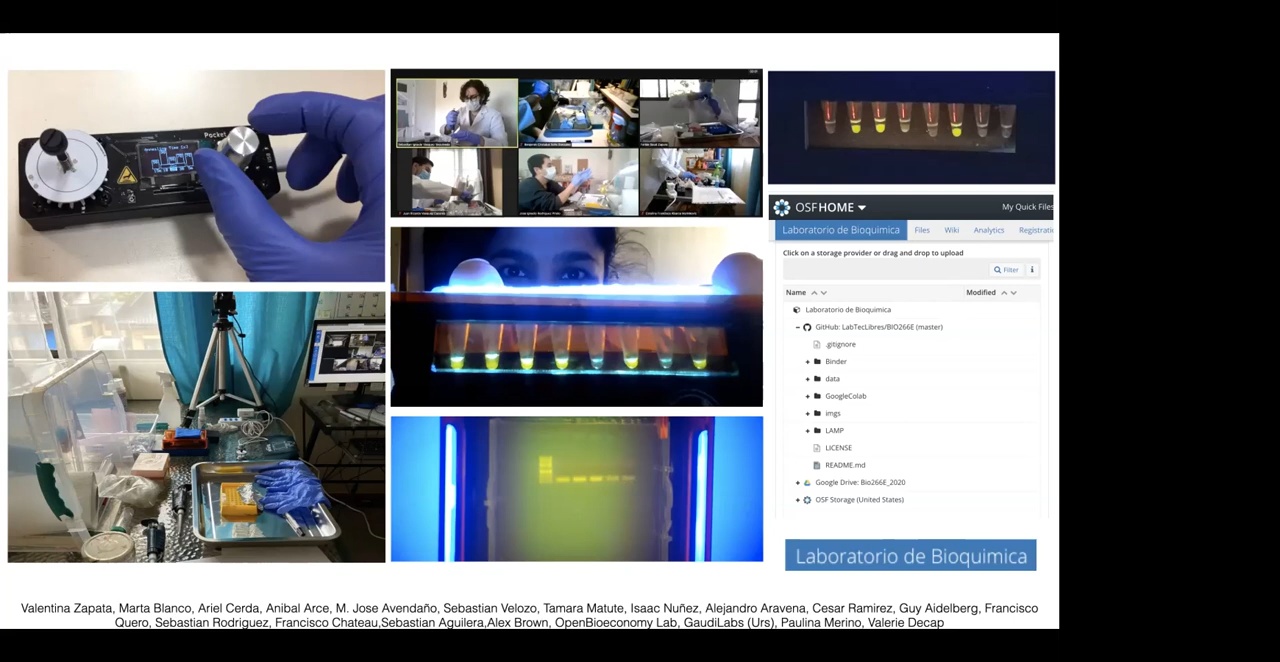 Pocket
OSFHOME
My Quick Files
Laboratorio de Bioquimica
Files
Wiki
Analytics
Click on a storage provider or drag and drop to upload
Filter
Name
Modified
Laboratorio de Bioquimica
GitHub: LabTecLibres/BIO266E (master)
.gitignore
Binder
data
GoogleColab
imgs
LAMP
LICENSE
README.md
Google Drive: Bio266E_2020
OSF Storage (United States)
Laboratorio de Bioquimica
Valentina Zapata, Marta Blanco, Ariel Cerda, Anibal Arce, M. Jose Avendaño, Sebastian Velozo, Tamara Matute, Isaac Nuñez, Alejandro Aravena, Cesar Ramirez, Guy Aidelberg, Francisco
Quero, Sebastian Rodriguez, Francisco Chateau,Sebastian Aguilera,Alex Brown, OpenBioeconomy Lab, GaudiLabs (Urs), Paulina Merino, Valerie Decap